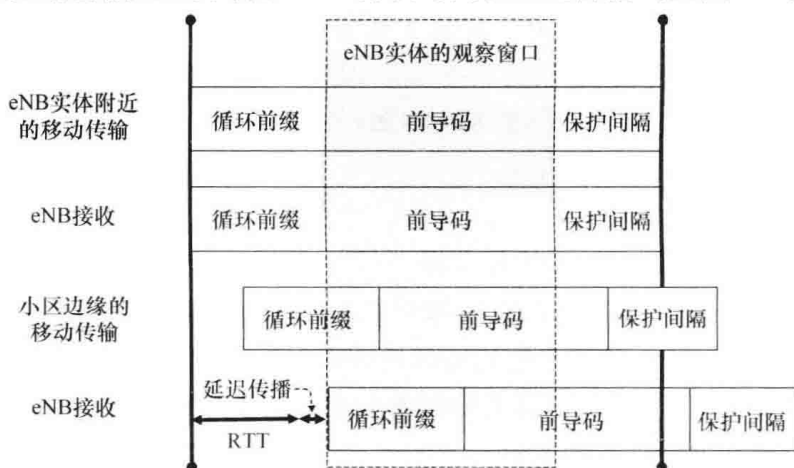 eNB实体的观察窗口
eNB实体附近
的移动传输
循环前缀 前导码 保护间隔
eNB接收
循环前缀 前导码 保护间隔
小区边缘的
移动传输
循环前缀 前导码 保护间隔
延迟传播
eNB接收
循环前缀 前导码 保护间隔
RTT